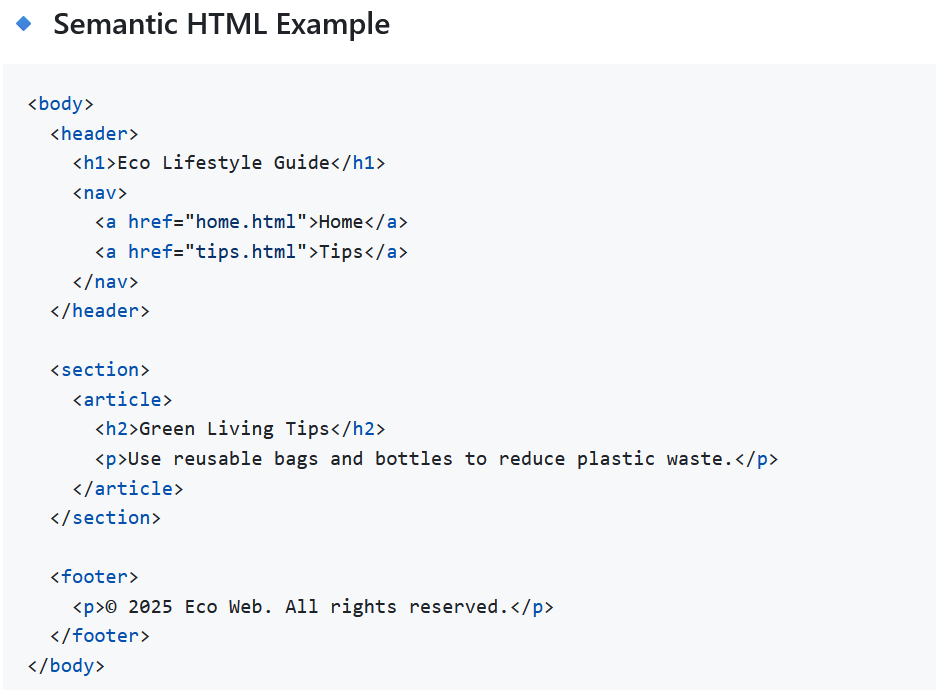 Semantic HTML Example
<body>
  <header>
    <h1>Eco Lifestyle Guide</h1>
    <nav>
      <a href="home.html">Home</a>
      <a href="tips.html">Tips</a>
    </nav>
  </header>

  <section>
    <article>
      <h2>Green Living Tips</h2>
      <p>Use reusable bags and bottles to reduce plastic waste.</p>
    </article>
  </section>

  <footer>
    <p>© 2025 Eco Web. All rights reserved.</p>
  </footer>
</body>